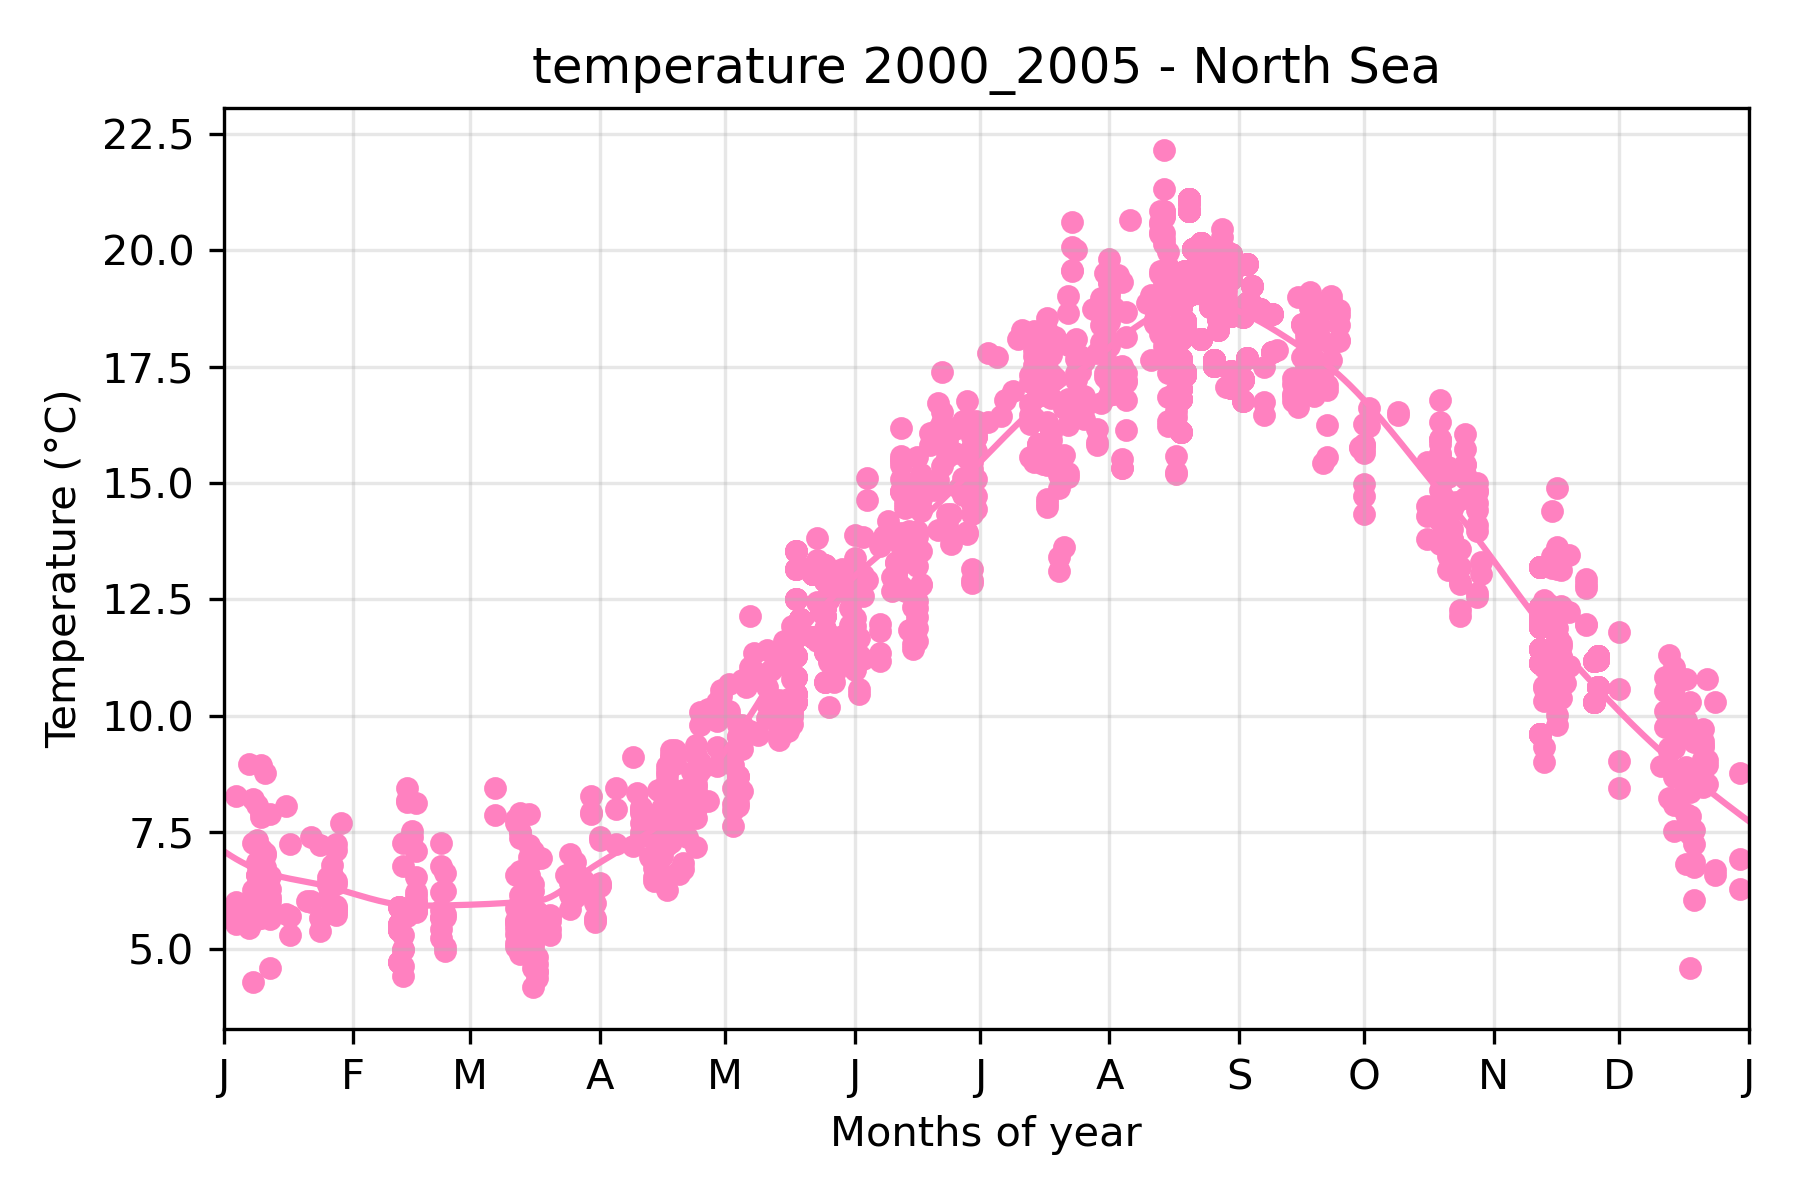 temperature 2000_2005 - North Sea
22.5
20.0
17.5
15.0
12.5
10.0
7.5
5.0
Temperature (°C)
J F M A M J J A S O N D J
Months of year